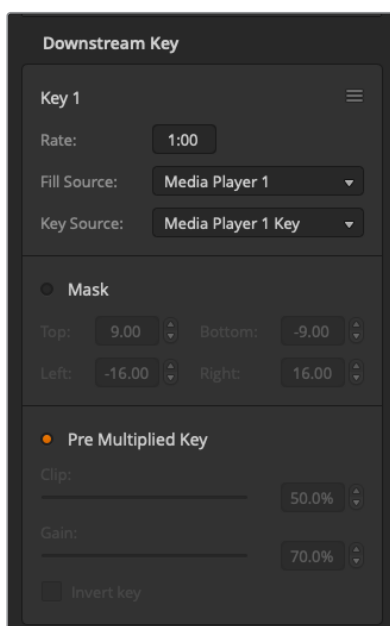 Downstream Key
Key 1
Rate: 1:00
Fill Source: Media Player 1
Key Source: Media Player 1 Key
Mask
Top: 9.00 Bottom: -9.00
Left: -16.00 Right: 16.00
Pre Multiplied Key
Clip:
50.0%
Gain:
70.0%
Invert key